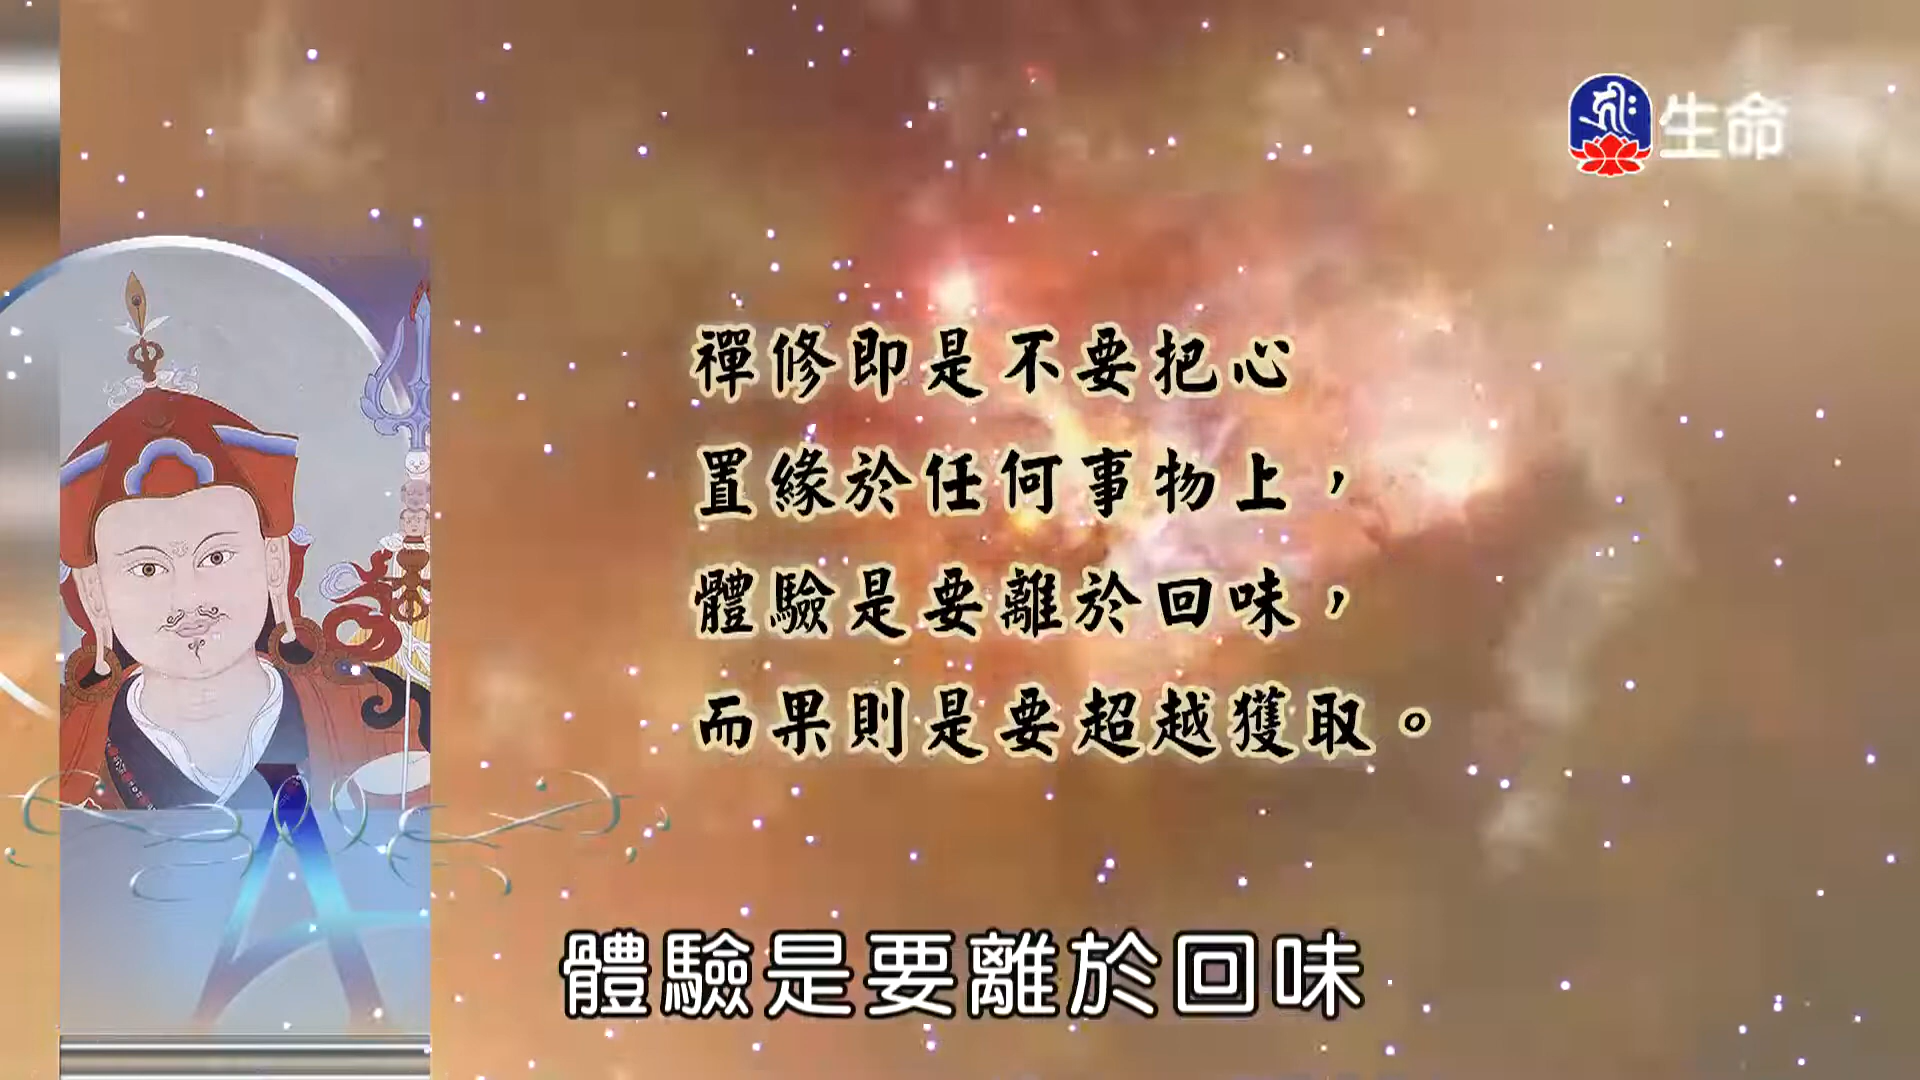 生命
禪修即是不要把心
置緣於任何事物上，
體驗是要離於回味，
而果則是要超越獲取。
體驗是要離於回味